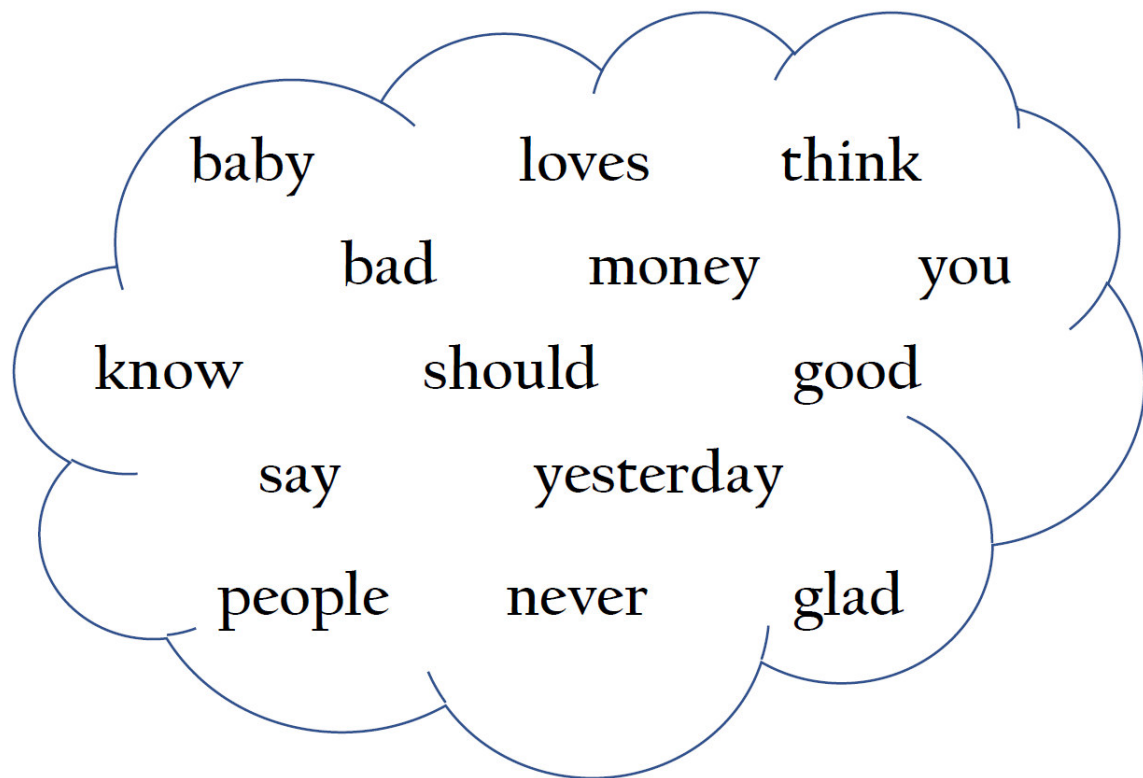 baby loves think
bad money you
know should good
say yesterday
people never glad